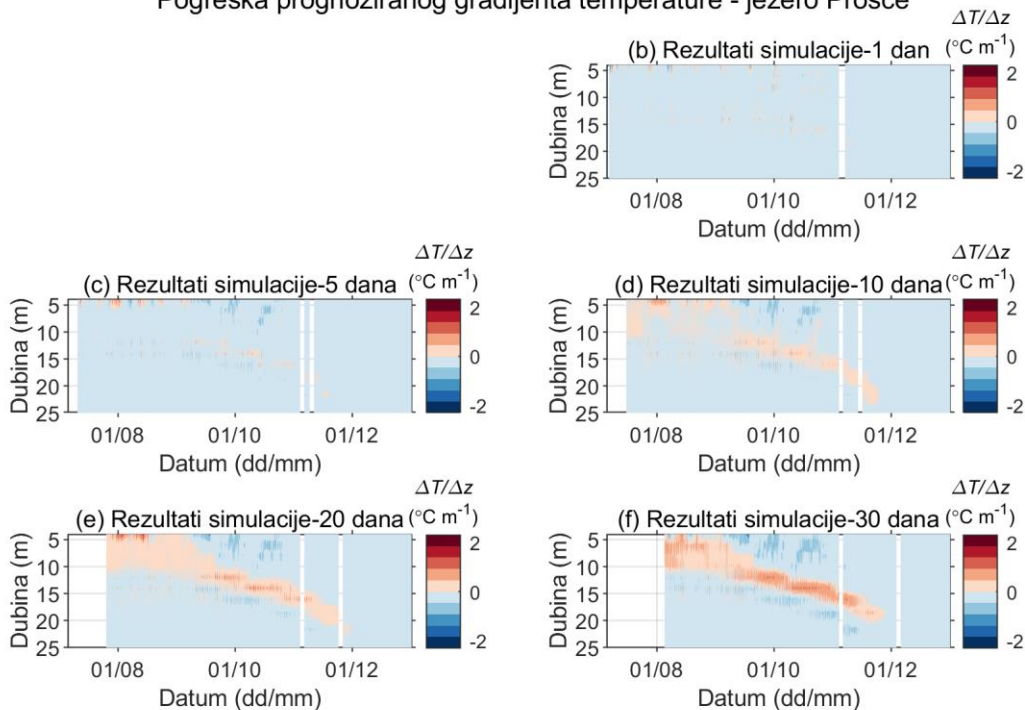 Pogreška prognoziranog gradijenta temperature - jezero Prošće
(b) Rezultati simulacije-1 dan
ΔT/Δz
(°C m⁻¹)
Dubina (m)
5
10
15
20
25
01/08 01/10 01/12
Datum (dd/mm)
2
0
-2
(c) Rezultati simulacije-5 dana
ΔT/Δz
(°C m⁻¹)
Dubina (m)
5
10
15
20
25
01/08 01/10 01/12
Datum (dd/mm)
2
0
-2
(d) Rezultati simulacije-10 dana
ΔT/Δz
(°C m⁻¹)
Dubina (m)
5
10
15
20
25
01/08 01/10 01/12
Datum (dd/mm)
2
0
-2
(e) Rezultati simulacije-20 dana
ΔT/Δz
(°C m⁻¹)
Dubina (m)
5
10
15
20
25
01/08 01/10 01/12
Datum (dd/mm)
2
0
-2
(f) Rezultati simulacije-30 dana
ΔT/Δz
(°C m⁻¹)
Dubina (m)
5
10
15
20
25
01/08 01/10 01/12
Datum (dd/mm)
2
0
-2